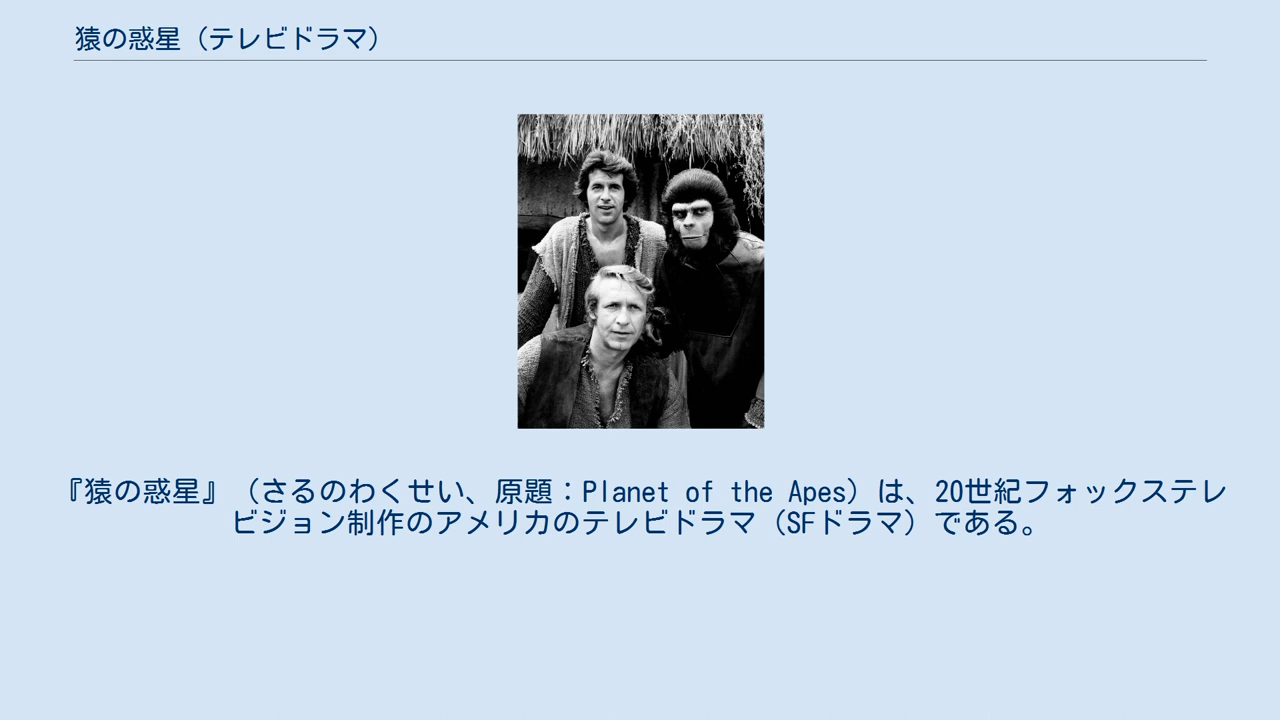 猿の惑星（テレビドラマ）
『猿の惑星』（さるのわくせい、原題：Planet of the Apes）は、20世紀フォックステレ
ビジョン制作のアメリカのテレビドラマ（SFドラマ）である。